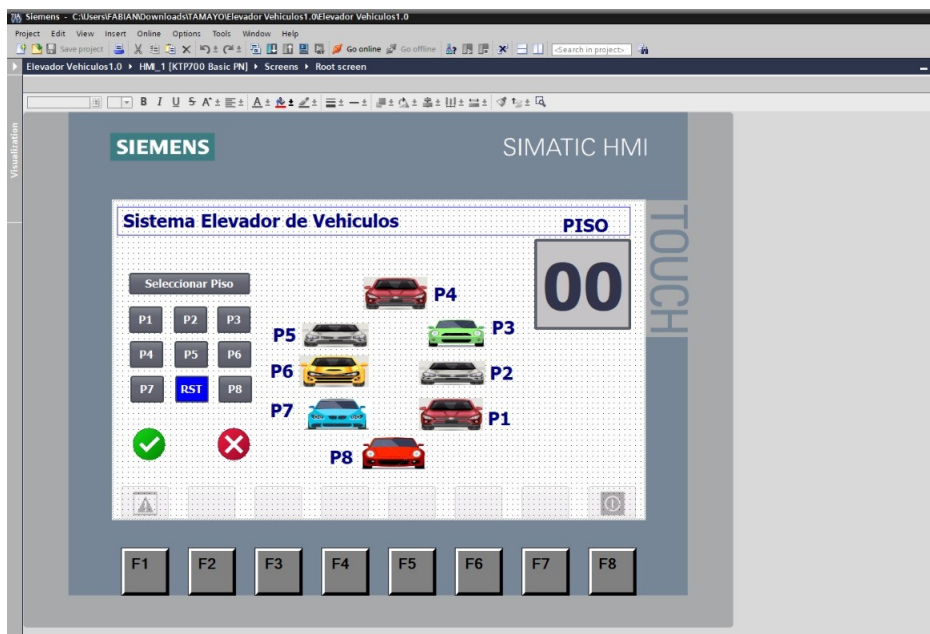 Siemens - C:\Users\FABIAN\Downloads\TAMAYO\Elevador Vehiculos1.0\Elevador Vehiculos1.0
Project Edit View Insert Online Options Tools Window Help
Save project Go online Go offline <Search in project>
Elevador Vehiculos1.0 HMI_1 [KTP700 Basic PN] Screens Root screen
B I U S A A
Visualization
SIEMENS SIMATIC HMI
TOUCH
Sistema Elevador de Vehiculos PISO
00
Seleccionar Piso
P1 P2 P3
P4 P5 P6
P7 RST P8
P4
P5 P3
P6 P2
P7 P1
P8
F1 F2 F3 F4 F5 F6 F7 F8